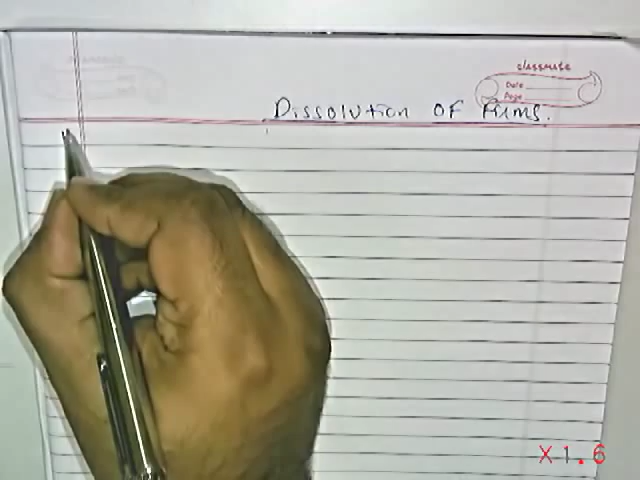 classmate
Date
Page
Dissolution OF Firms.
X1.6